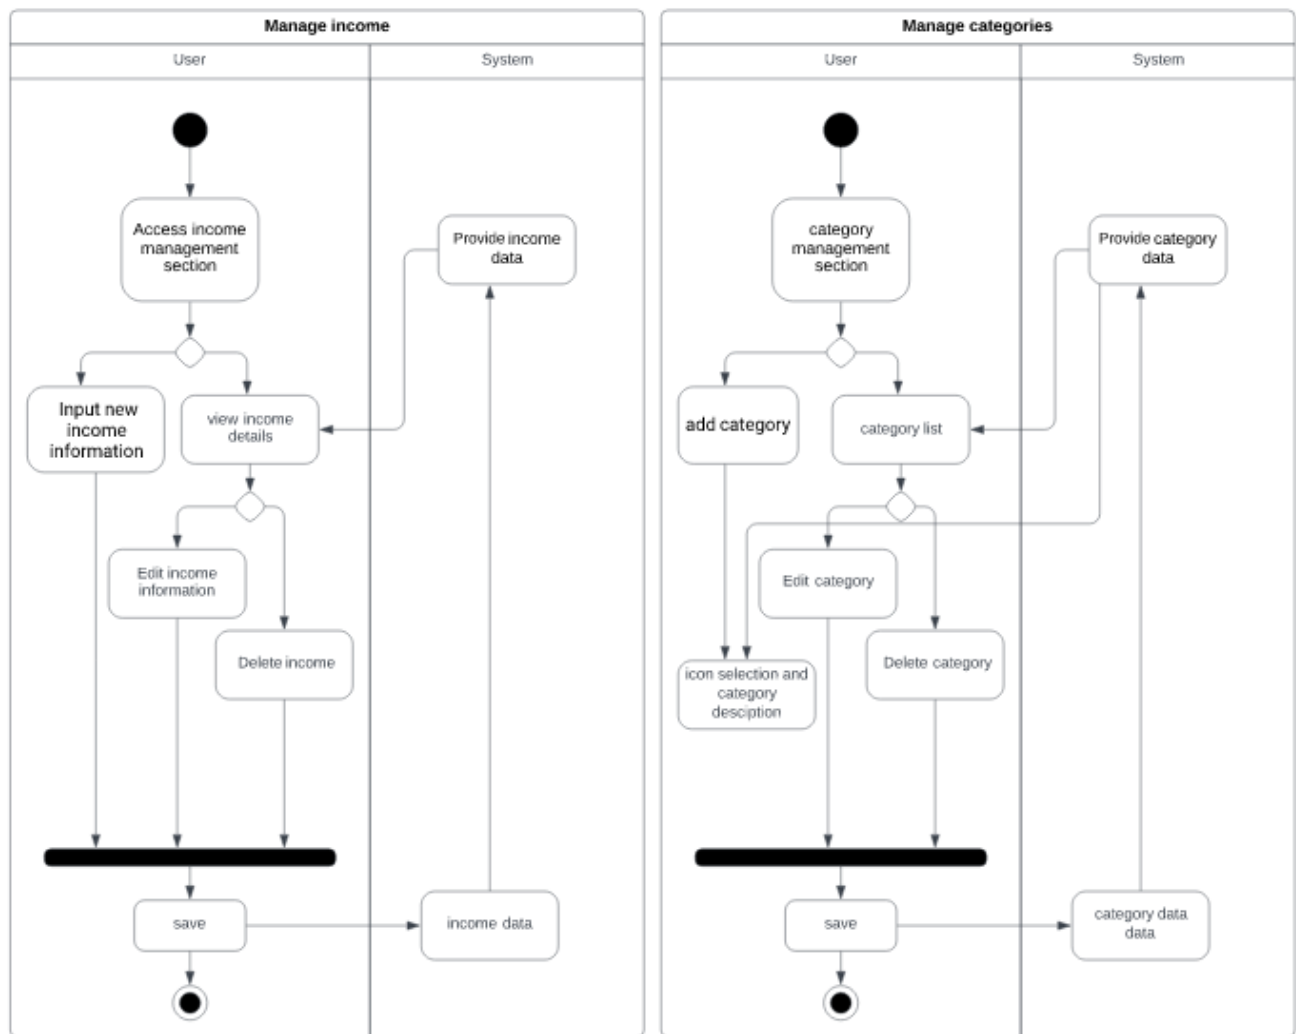 Manage income
User
System
Access income
management
section
Provide income
data
Input new
income
information
view income
details
Edit income
information
Delete income
save
income data
Manage categories
User
System
category
management
section
Provide category
data
add category
category list
Edit category
Delete category
icon selection and
category
desciption
save
category data
data